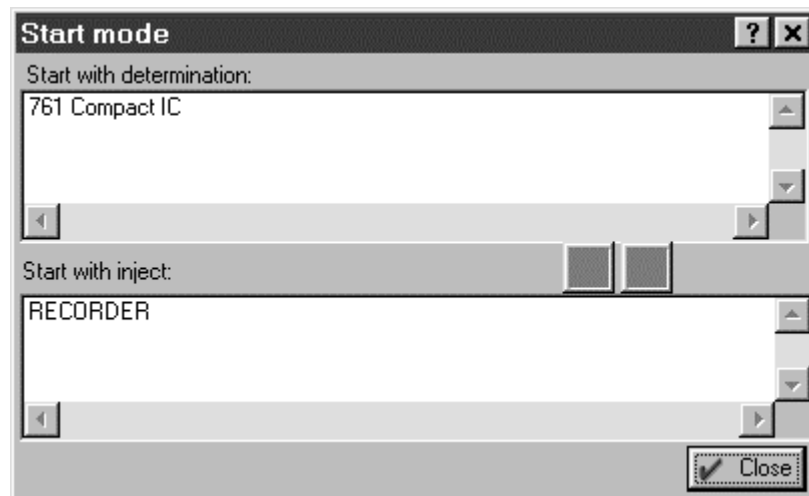 Start mode
Start with determination:
761 Compact IC
Start with inject:
RECORDER
Close